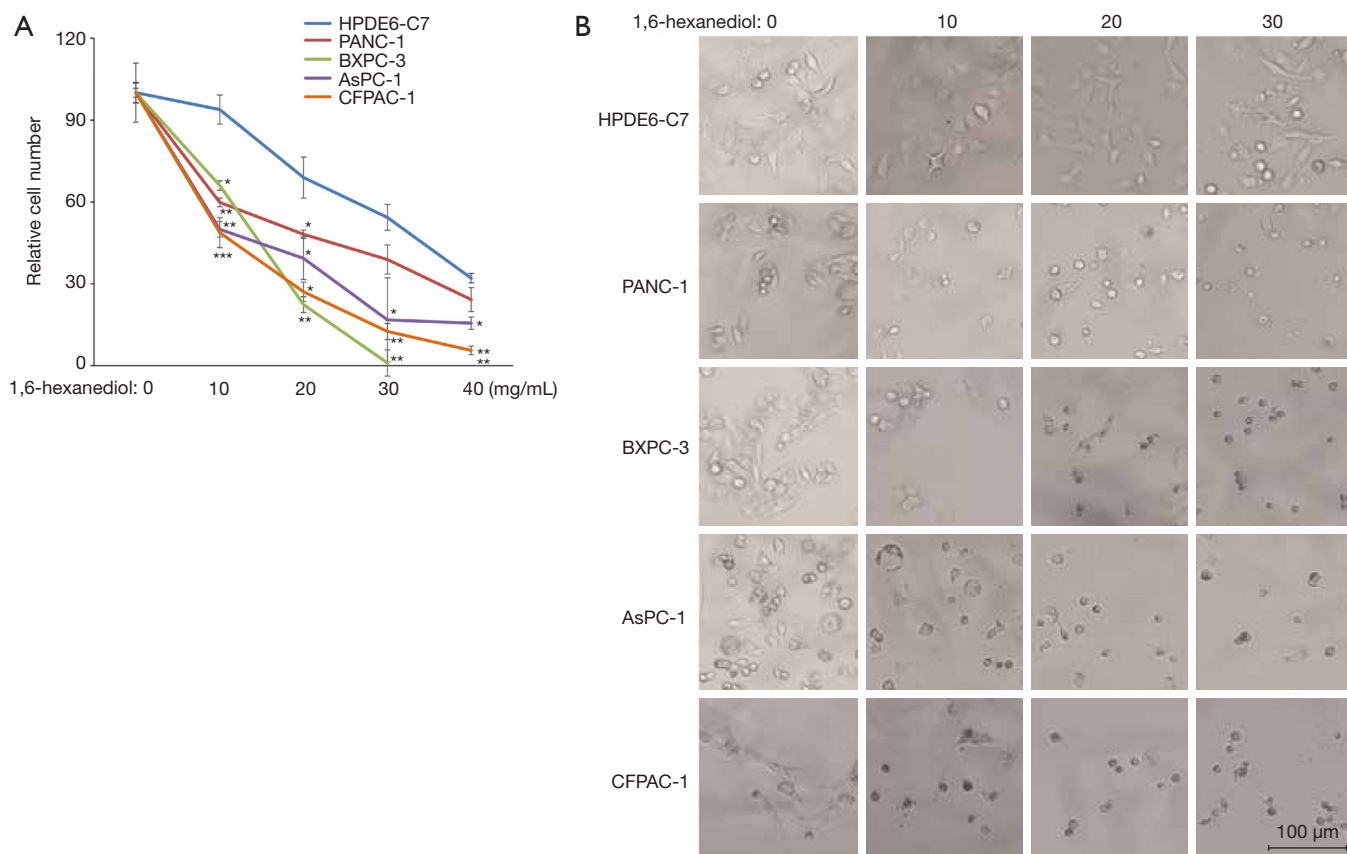 A
HPDE6-C7
PANC-1
BXPC-3
AsPC-1
CFPAC-1
120
90
60
30
0
Relative cell number
*
**
**
***
*
*
*
**
*
**
**
*
**
**
1,6-hexanediol: 0 10 20 30 40 (mg/mL)
B
1,6-hexanediol: 0 10 20 30
HPDE6-C7
PANC-1
BXPC-3
AsPC-1
CFPAC-1
100 µm